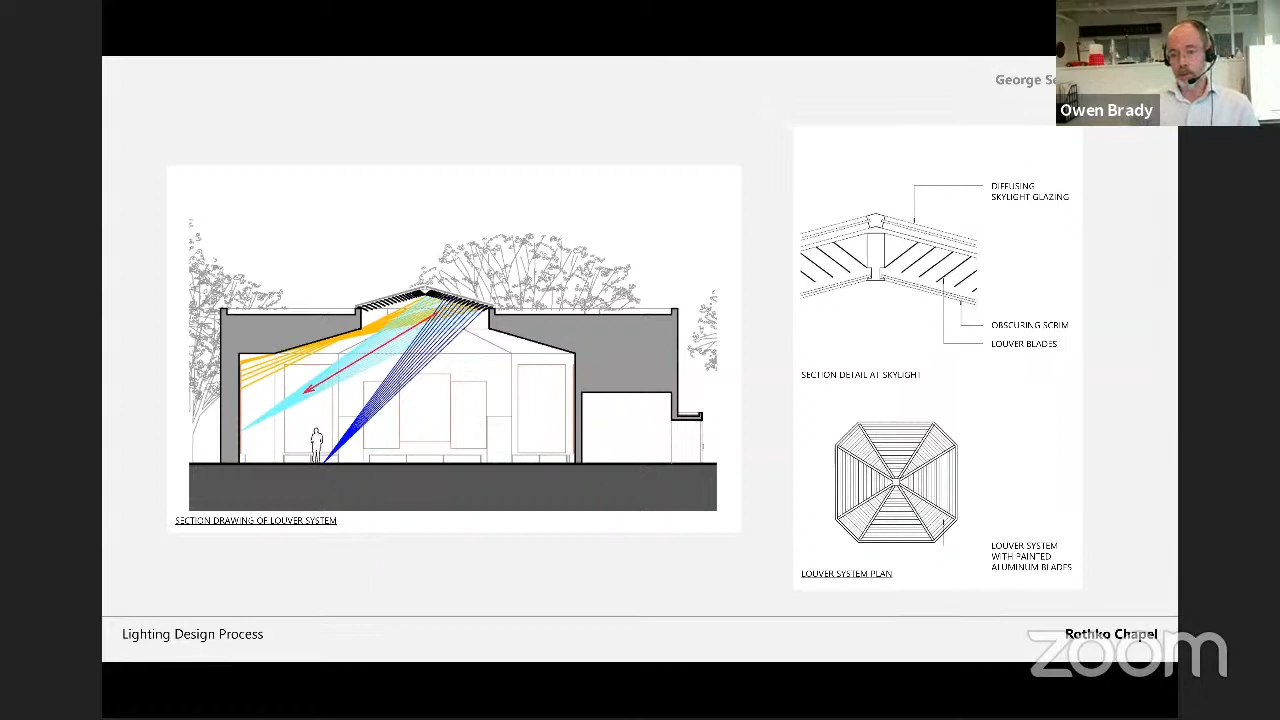 George Se
Owen Brady
DIFFUSING
SKYLIGHT GLAZING
OBSCURING SCRIM
LOUVER BLADES
SECTION DETAIL AT SKYLIGHT
SECTION DRAWING OF LOUVER SYSTEM
LOUVER SYSTEM
WITH PAINTED
ALUMINUM BLADES
LOUVER SYSTEM PLAN
Lighting Design Process
Rothko Chapel
zoom